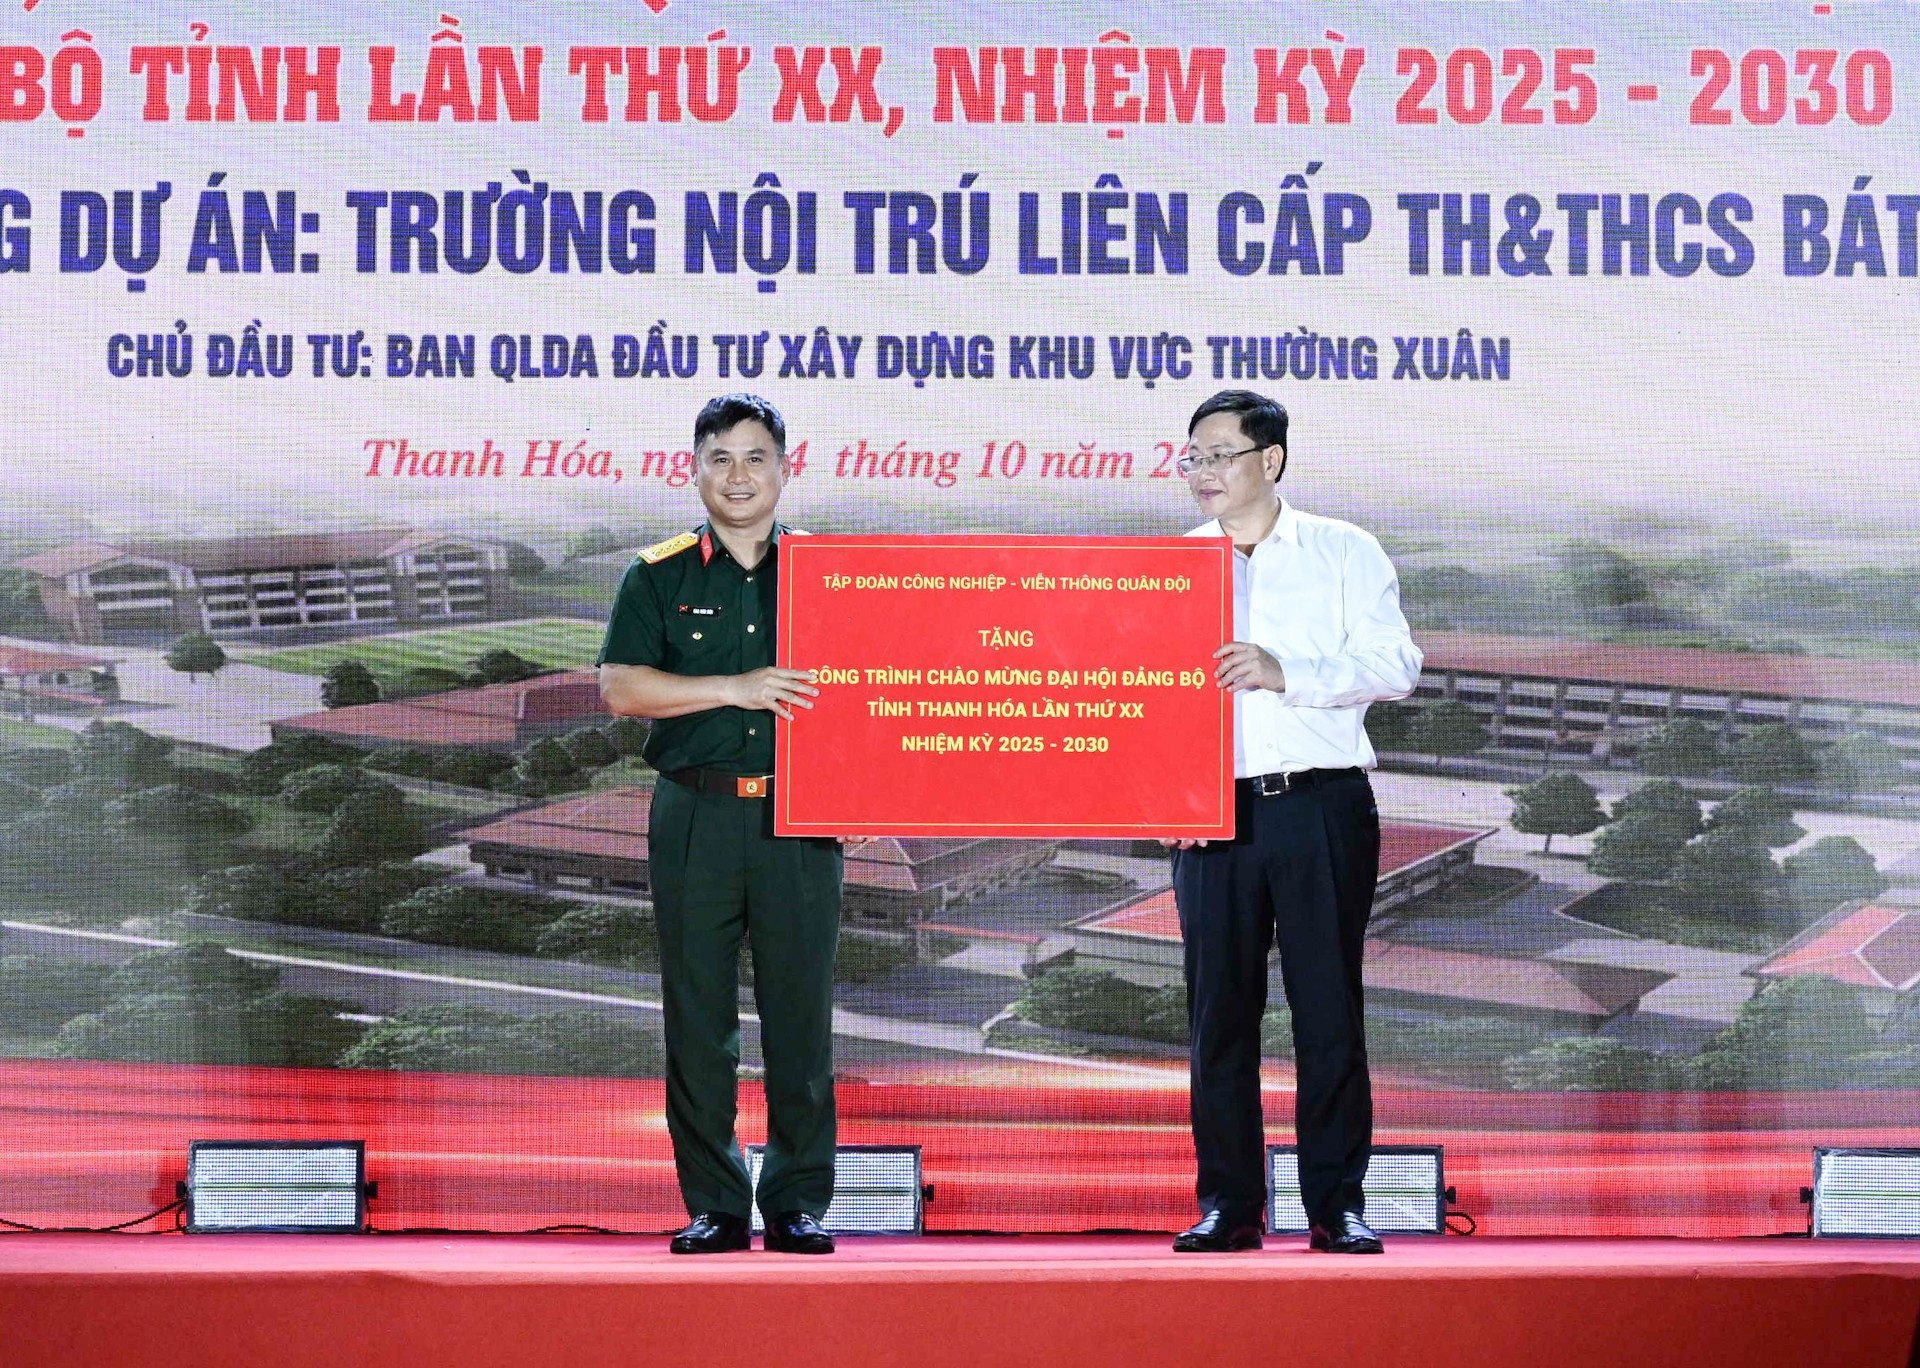 BỘ TỈNH LẦN THỨ XX, NHIỆM KỲ 2025 - 2030
G DỰ ÁN: TRƯỜNG NỘI TRÚ LIÊN CẤP TH&THCS BÁT
CHỦ ĐẦU TƯ: BAN QLDA ĐẦU TƯ XÂY DỰNG KHU VỰC THƯỜNG XUÂN
Thanh Hóa, ng 4 tháng 10 năm 2
TẬP ĐOÀN CÔNG NGHIỆP - VIỄN THÔNG QUÂN ĐỘI
TẶNG
CÔNG TRÌNH CHÀO MỪNG ĐẠI HỘI ĐẢNG BỘ
TỈNH THANH HÓA LẦN THỨ XX
NHIỆM KỲ 2025 - 2030